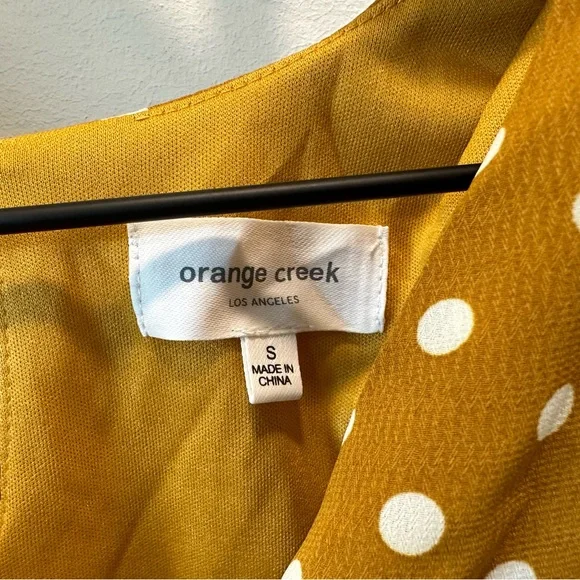 orange creek
LOS ANGELES
S
MADE IN
CHINA